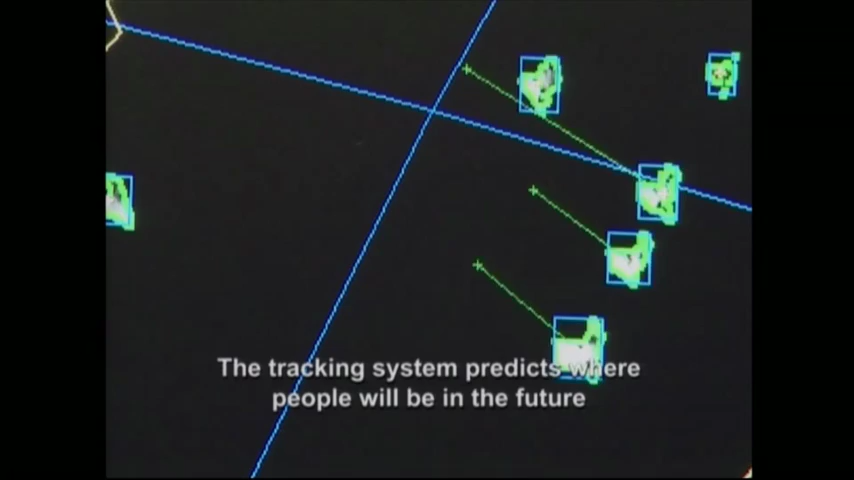 The tracking system predicts where
people will be in the future